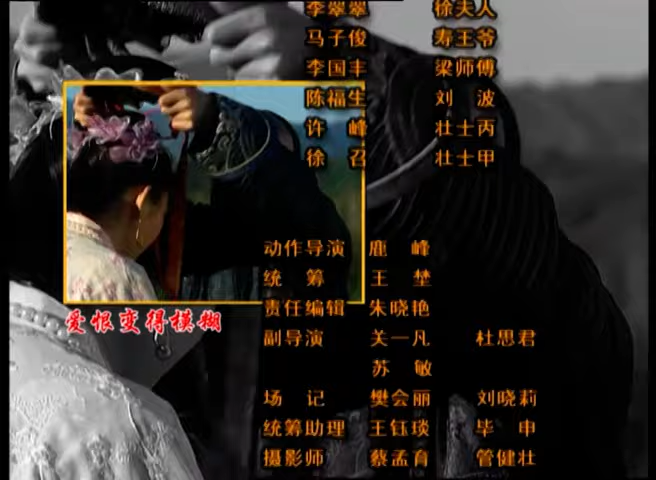 李翠翠 徐夫人
马子俊 寿王爷
李国丰 梁师傅
陈福生 刘 波
许 峰 壮士丙
徐 召 壮士甲
动作导演 鹿 峰
统 筹 王 埜
责任编辑 朱晓艳
爱恨变得模糊
副导演 关一凡 杜思君
苏 敏
场 记 樊会丽 刘晓莉
统筹助理 王钰琰 毕 申
摄影师 蔡孟育 管健壮